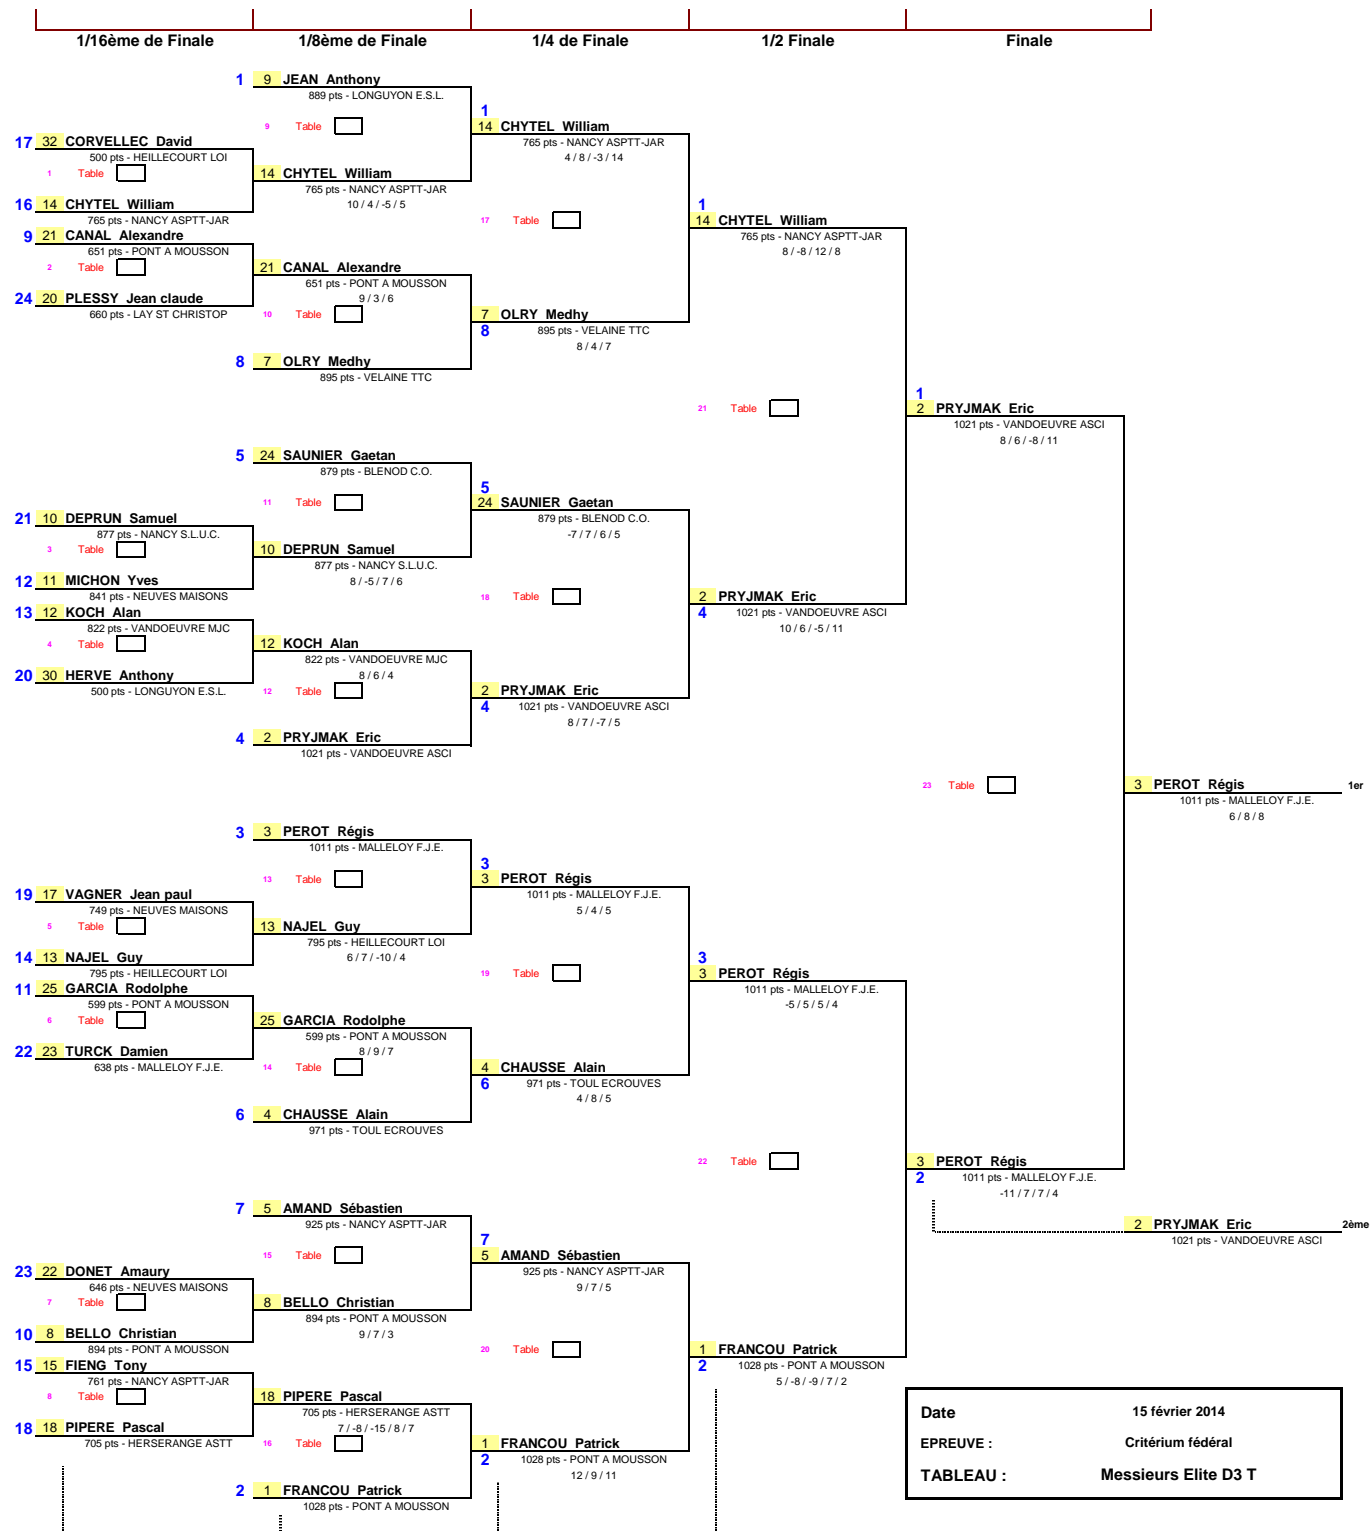 1/16ème de Finale 1/8ème de Finale 1/4 de Finale 1/2 Finale Finale
1 9 JEAN Anthony
889 pts - LONGUYON E.S.L.
1
9 Table 14 CHYTEL William
17 32 CORVELLEC David 765 pts - NANCY ASPTT-JAR
500 pts - HEILLECOURT LOI 4 / 8 / -3 / 14
1 Table 14 CHYTEL William
765 pts - NANCY ASPTT-JAR
16 14 CHYTEL William 10 / 4 / -5 / 5 1
765 pts - NANCY ASPTT-JAR 17 Table 14 CHYTEL William
9 21 CANAL Alexandre 765 pts - NANCY ASPTT-JAR
651 pts - PONT A MOUSSON 8 / -8 / 12 / 8
2 Table 21 CANAL Alexandre
651 pts - PONT A MOUSSON
24 20 PLESSY Jean claude 9 / 3 / 6
660 pts - LAY ST CHRISTOP 10 Table 7 OLRY Medhy
8 895 pts - VELAINE TTC
8 / 4 / 7
8 7 OLRY Medhy
895 pts - VELAINE TTC
1
21 Table 2 PRYJMAK Eric
1021 pts - VANDOEUVRE ASCI
8 / 6 / -8 / 11
5 24 SAUNIER Gaetan
879 pts - BLENOD C.O.
5
11 Table 24 SAUNIER Gaetan
21 10 DEPRUN Samuel 879 pts - BLENOD C.O.
877 pts - NANCY S.L.U.C. -7 / 7 / 6 / 5
3 Table 10 DEPRUN Samuel
877 pts - NANCY S.L.U.C.
12 11 MICHON Yves 8 / -5 / 7 / 6
841 pts - NEUVES MAISONS 18 Table 2 PRYJMAK Eric
13 12 KOCH Alan 4 1021 pts - VANDOEUVRE ASCI
822 pts - VANDOEUVRE MJC 10 / 6 / -5 / 11
4 Table 12 KOCH Alan
822 pts - VANDOEUVRE MJC
20 30 HERVE Anthony 8 / 6 / 4
500 pts - LONGUYON E.S.L. 12 Table 2 PRYJMAK Eric
4 1021 pts - VANDOEUVRE ASCI
8 / 7 / -7 / 5
4 2 PRYJMAK Eric
1021 pts - VANDOEUVRE ASCI
23 Table 3 PEROT Régis 1er
1011 pts - MALLELOY F.J.E.
6 / 8 / 8
3 3 PEROT Régis
1011 pts - MALLELOY F.J.E.
3
13 Table 3 PEROT Régis
19 17 VAGNER Jean paul 1011 pts - MALLELOY F.J.E.
749 pts - NEUVES MAISONS 5 / 4 / 5
5 Table 13 NAJEL Guy
795 pts - HEILLECOURT LOI
14 13 NAJEL Guy 6 / 7 / -10 / 4 3
795 pts - HEILLECOURT LOI 19 Table 3 PEROT Régis
11 25 GARCIA Rodolphe 1011 pts - MALLELOY F.J.E.
599 pts - PONT A MOUSSON -5 / 5 / 5 / 4
6 Table 25 GARCIA Rodolphe
599 pts - PONT A MOUSSON
22 23 TURCK Damien 8 / 9 / 7
638 pts - MALLELOY F.J.E. 14 Table 4 CHAUSSE Alain
6 971 pts - TOUL ECROUVES
4 / 8 / 5
6 4 CHAUSSE Alain
971 pts - TOUL ECROUVES
22 Table 3 PEROT Régis
2 1011 pts - MALLELOY F.J.E.
-11 / 7 / 7 / 4
7 5 AMAND Sébastien
925 pts - NANCY ASPTT-JAR 2 PRYJMAK Eric 2ème
1021 pts - VANDOEUVRE ASCI
7
15 Table 5 AMAND Sébastien
23 22 DONET Amaury 925 pts - NANCY ASPTT-JAR
646 pts - NEUVES MAISONS 9 / 7 / 5
7 Table 8 BELLO Christian
894 pts - PONT A MOUSSON
10 8 BELLO Christian 9 / 7 / 3
894 pts - PONT A MOUSSON 20 Table 1 FRANCOU Patrick
15 15 FIENG Tony 2 1028 pts - PONT A MOUSSON
761 pts - NANCY ASPTT-JAR 5 / -8 / -9 / 7 / 2
8 Table 18 PIPERE Pascal
705 pts - HERSERANGE ASTT
18 18 PIPERE Pascal 7 / -8 / -15 / 8 / 7
705 pts - HERSERANGE ASTT 16 Table 1 FRANCOU Patrick
2 1028 pts - PONT A MOUSSON
12 / 9 / 11
2 1 FRANCOU Patrick
1028 pts - PONT A MOUSSON
Date 15 février 2014
EPREUVE : Critérium fédéral
TABLEAU : Messieurs Elite D3 T